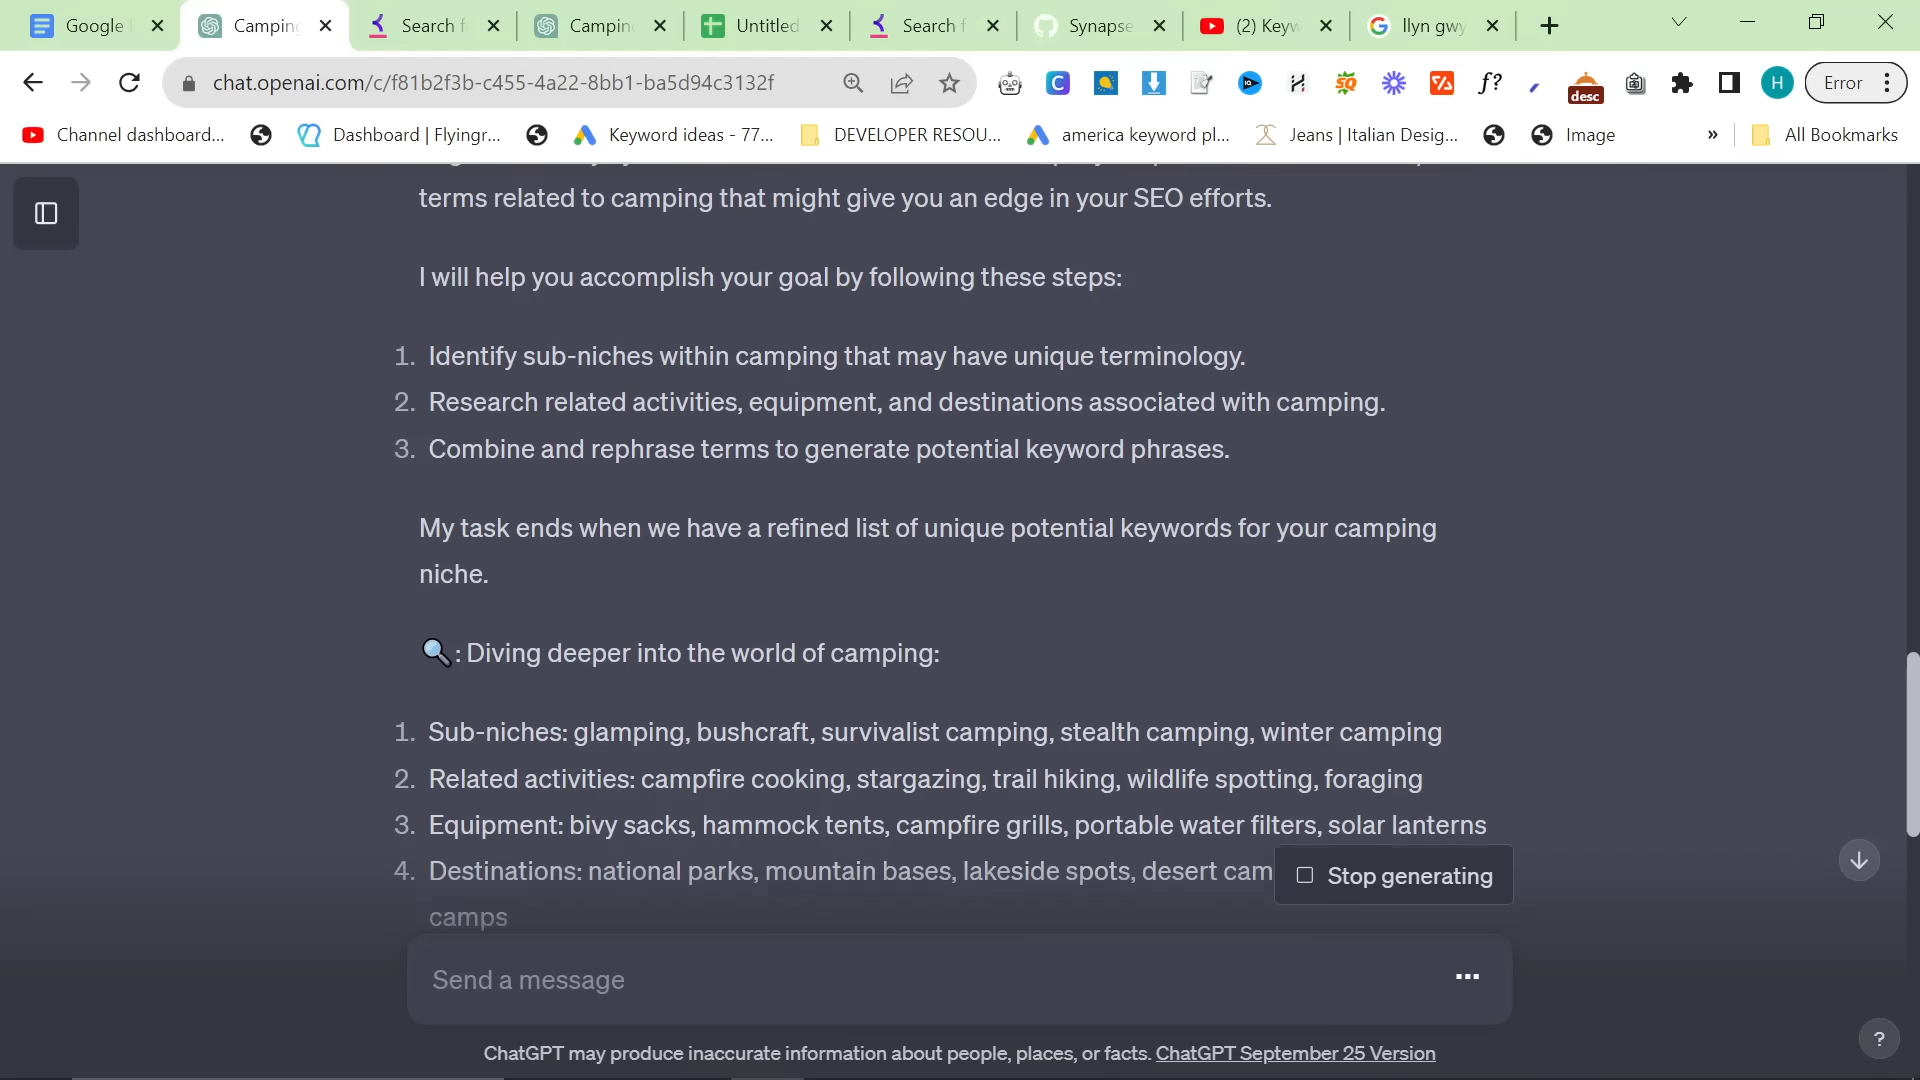 Google
Camping
Search f
Camping
Untitled
Search f
Synapse
(2) Keyw
llyn gwy
chat.openai.com/c/f81b2f3b-c455-4a22-8bb1-ba5d94c3132f
desc
H
Error
Channel dashboard...
Dashboard | Flyingr...
Keyword ideas - 77...
DEVELOPER RESOU...
america keyword pl...
Jeans | Italian Desig...
Image
»
All Bookmarks
terms related to camping that might give you an edge in your SEO efforts.
I will help you accomplish your goal by following these steps:
1. Identify sub-niches within camping that may have unique terminology.
2. Research related activities, equipment, and destinations associated with camping.
3. Combine and rephrase terms to generate potential keyword phrases.
My task ends when we have a refined list of unique potential keywords for your camping
niche.
🔍: Diving deeper into the world of camping:
1. Sub-niches: glamping, bushcraft, survivalist camping, stealth camping, winter camping
2. Related activities: campfire cooking, stargazing, trail hiking, wildlife spotting, foraging
3. Equipment: bivy sacks, hammock tents, campfire grills, portable water filters, solar lanterns
4. Destinations: national parks, mountain bases, lakeside spots, desert cam
Stop generating
camps
Send a message
ChatGPT may produce inaccurate information about people, places, or facts. ChatGPT September 25 Version
?